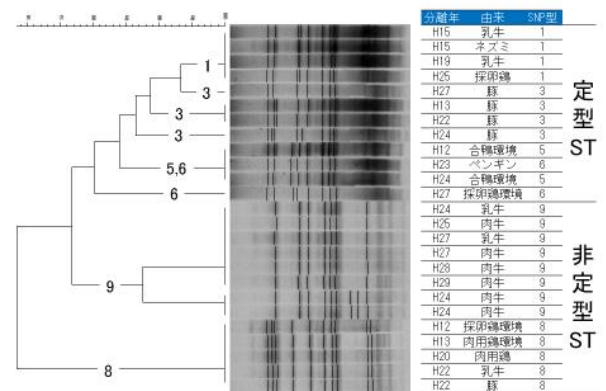 分離年 由来 SNP型
H15 乳牛 1
H15 ネズミ 1
H19 乳牛 1
H25 採卵鶏 1
H27 豚 3
H13 豚 3
H22 豚 3
H24 豚 3
H12 合鴨環境 5
H23 ペンギン 6
H24 合鴨環境 5
H27 採卵鶏環境 6
H24 乳牛 9
H25 肉牛 9
H27 乳牛 9
H27 肉牛 9
H28 肉牛 9
H29 肉牛 9
H24 肉牛 9
H24 肉牛 9
H12 採卵鶏環境 8
H13 肉用鶏環境 8
H20 肉用鶏 8
H22 乳牛 8
H22 豚 8
定型ST
非定型ST
1
3
3
3
5,6
6
9
8